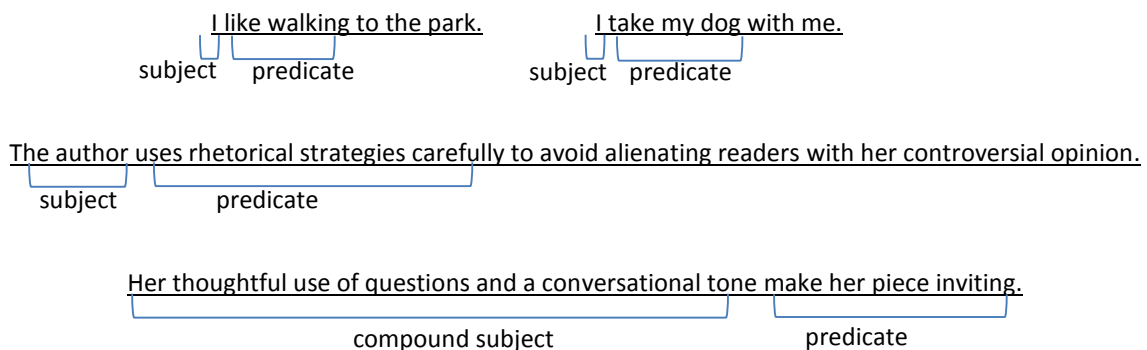 I like walking to the park. I take my dog with me.
subject predicate subject predicate
The author uses rhetorical strategies carefully to avoid alienating readers with her controversial opinion.
subject predicate
Her thoughtful use of questions and a conversational tone make her piece inviting.
compound subject predicate